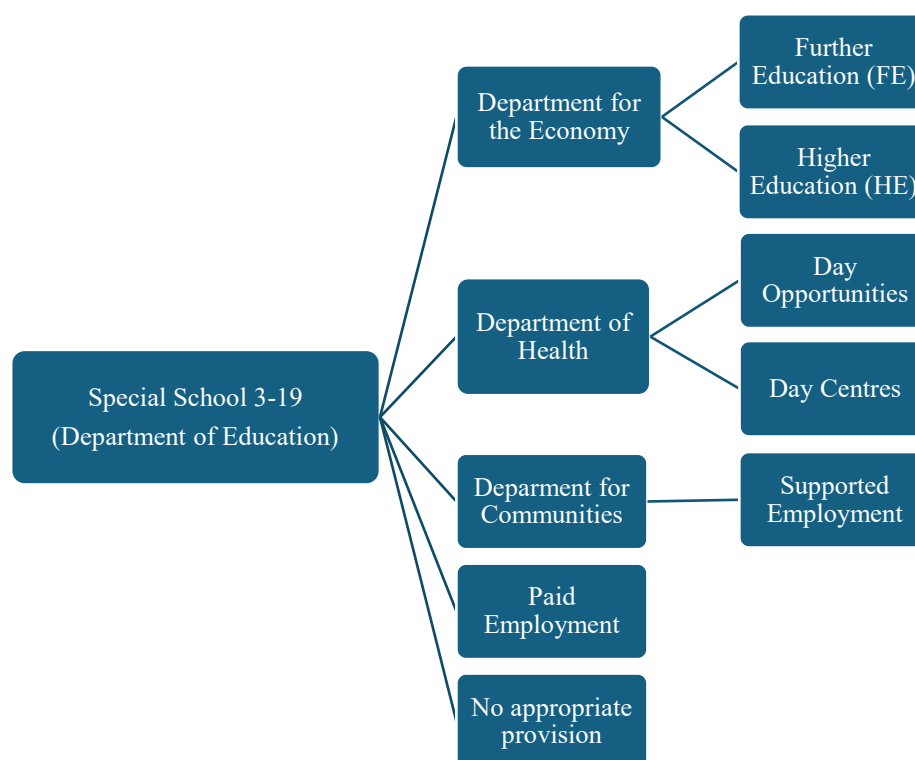 Special School 3-19
(Department of Education)
Department for
the Economy
Further
Education (FE)
Higher
Education (HE)
Department of
Health
Day
Opportunities
Day Centres
Deparment for
Communities
Supported
Employment
Paid
Employment
No appropriate
provision